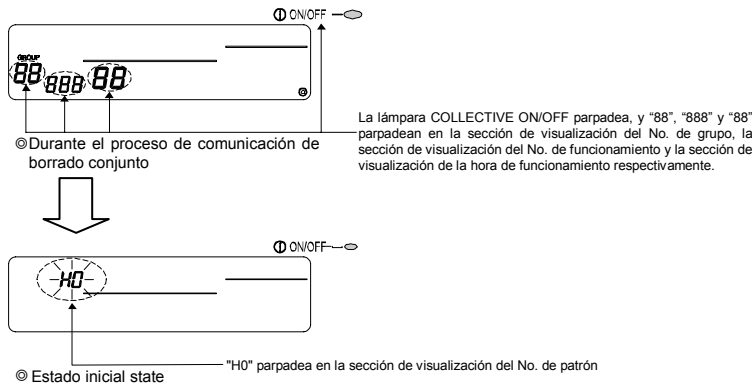 ON/OFF
GROUP
88 888 88
La lámpara COLLECTIVE ON/OFF parpadea, y “88”, “888” y “88”
parpadean en la sección de visualización del No. de grupo, la
sección de visualización del No. de funcionamiento y la sección de
visualización de la hora de funcionamiento respectivamente.
◎Durante el proceso de comunicación de
borrado conjunto
ON/OFF
H0
"H0" parpadea en la sección de visualización del No. de patrón
◎ Estado inicial state